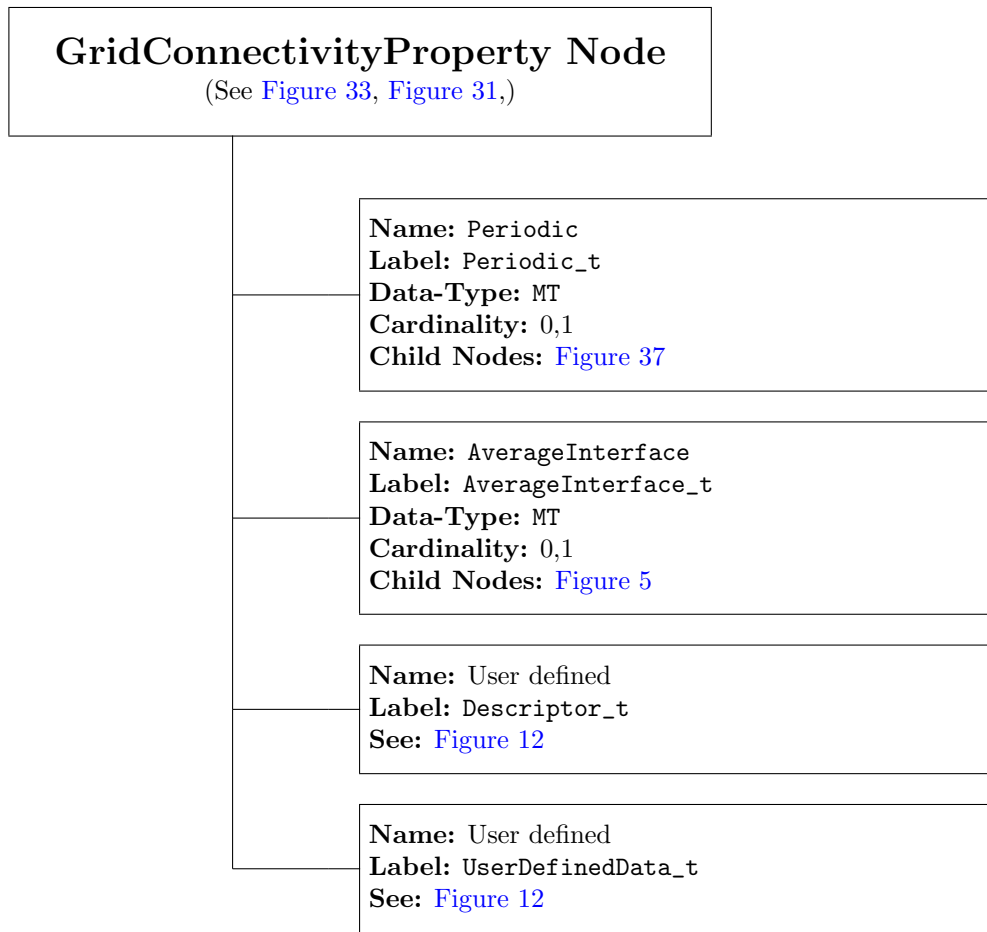 GridConnectivityProperty Node
(See Figure 33, Figure 31,)
Name: Periodic
Label: Periodic_t
Data-Type: MT
Cardinality: 0,1
Child Nodes: Figure 37
Name: AverageInterface
Label: AverageInterface_t
Data-Type: MT
Cardinality: 0,1
Child Nodes: Figure 5
Name: User defined
Label: Descriptor_t
See: Figure 12
Name: User defined
Label: UserDefinedData_t
See: Figure 12